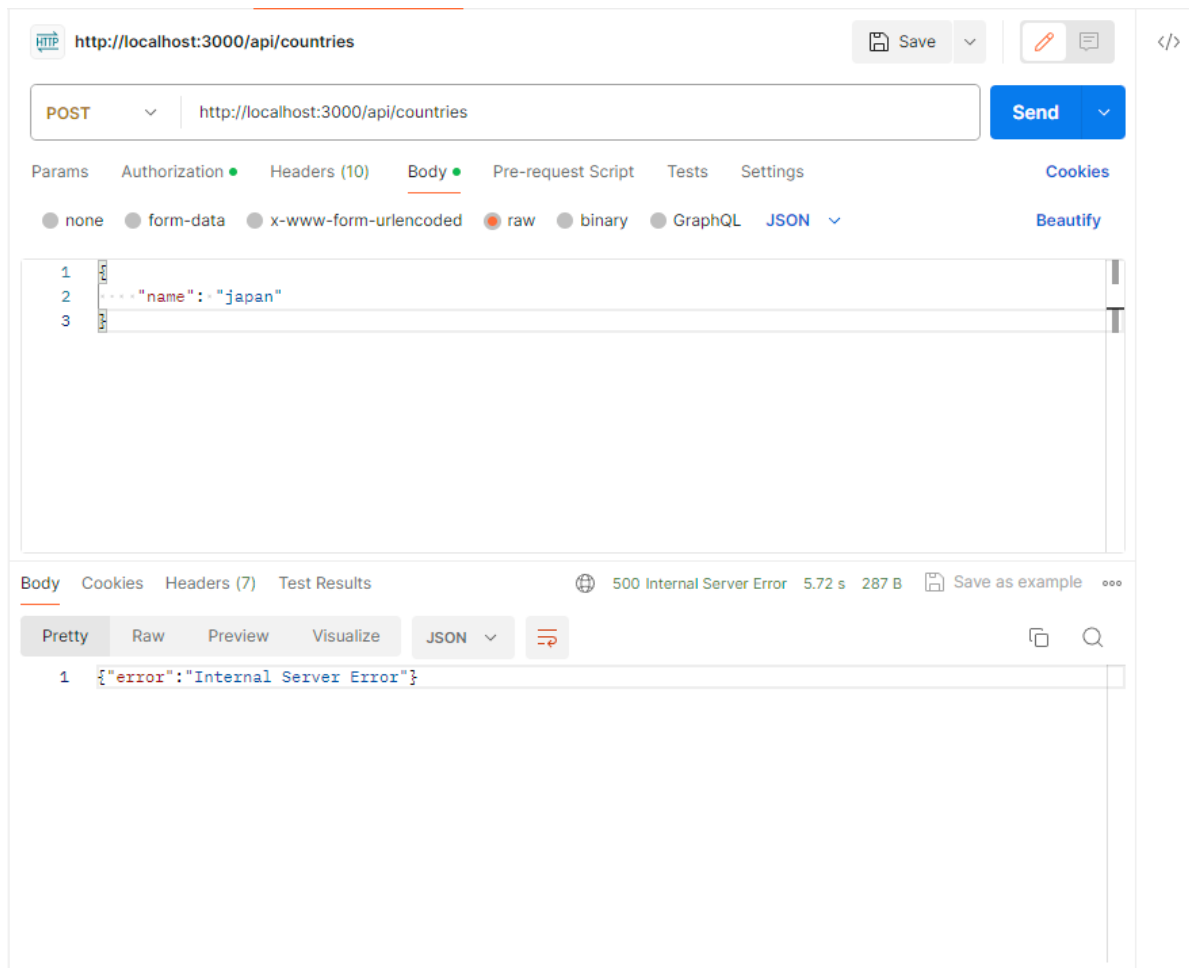 HTTP http://localhost:3000/api/countries Save </>
POST http://localhost:3000/api/countries Send
Params Authorization Headers (10) Body Pre-request Script Tests Settings Cookies
none form-data x-www-form-urlencoded raw binary GraphQL JSON Beautify
1 {
2 "name": "japan"
3 }
Body Cookies Headers (7) Test Results 500 Internal Server Error 5.72 s 287 B Save as example
Pretty Raw Preview Visualize JSON
1 {"error":"Internal Server Error"}